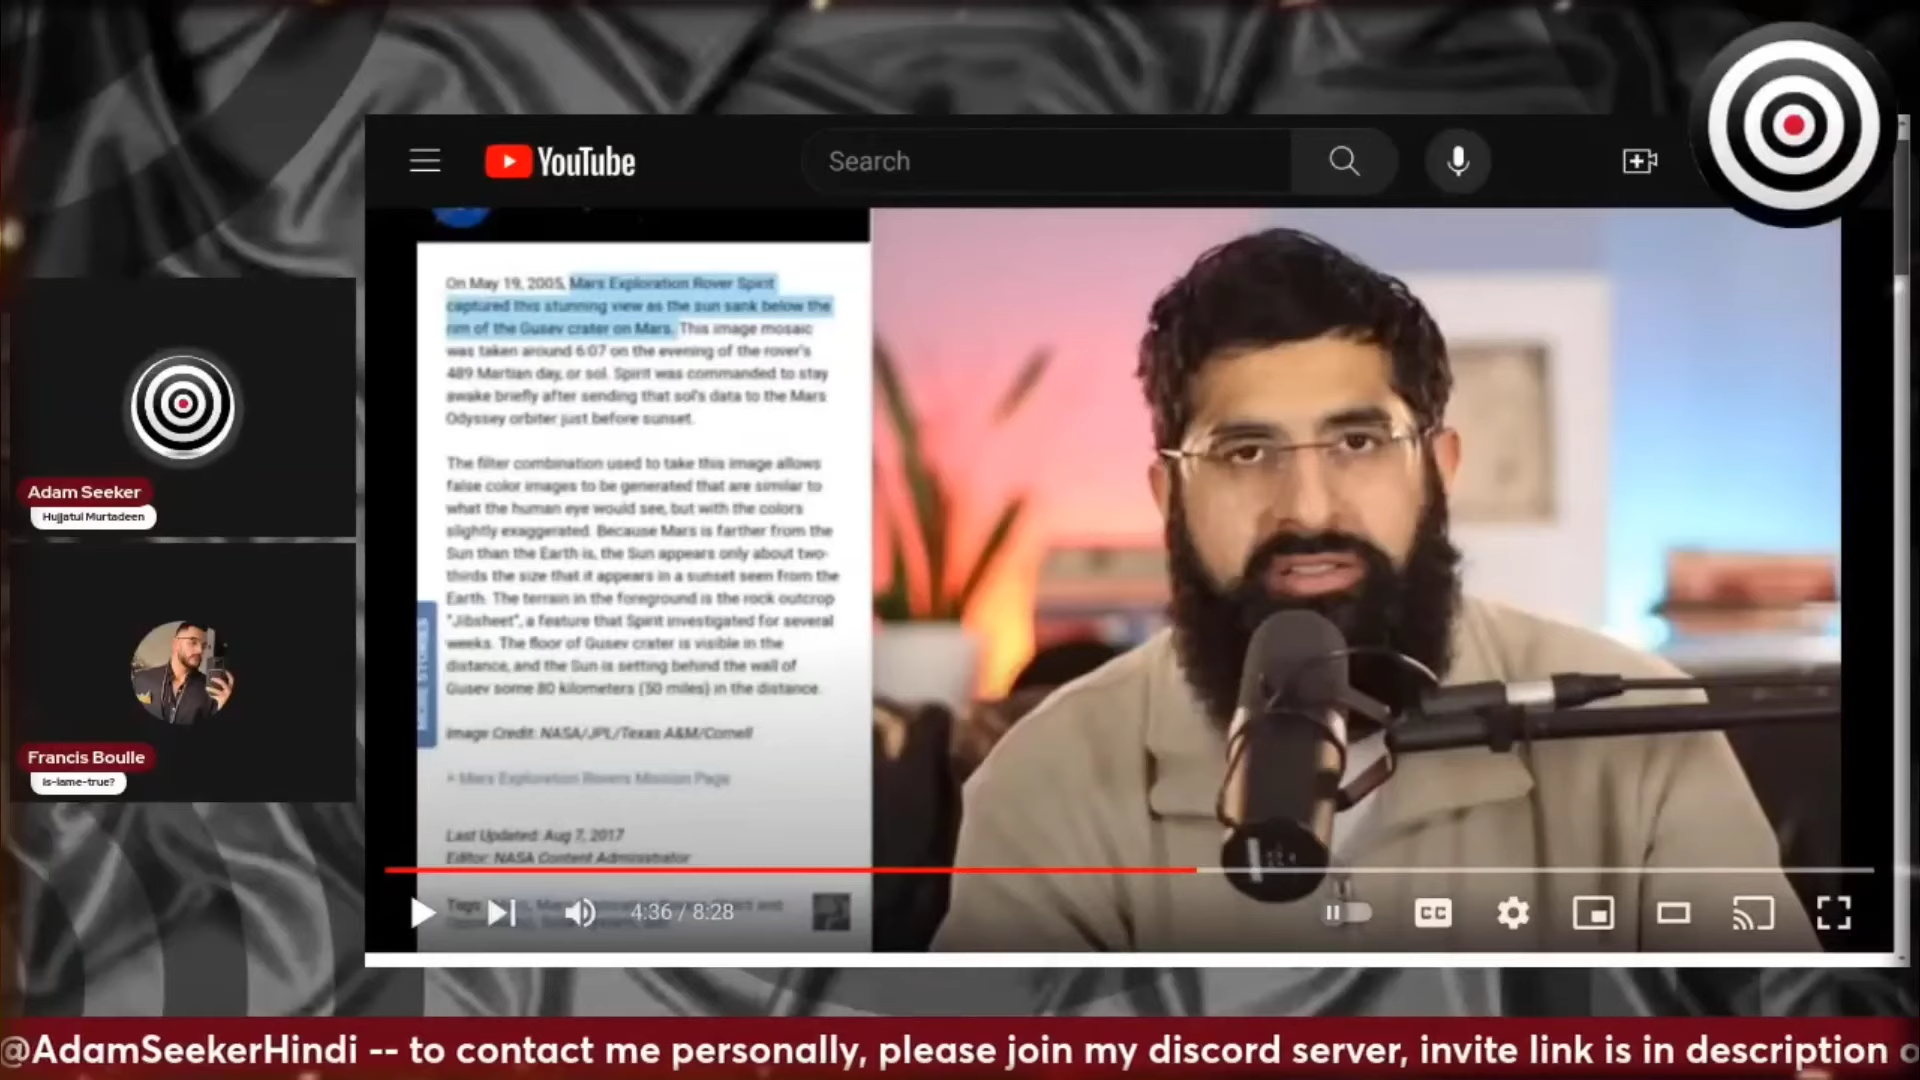 YouTube
Search
On May 19, 2005, Mars Exploration Rover Spirit
captured this stunning view as the sun sank below the
rim of the Gusev crater on Mars. This image mosaic
was taken around 6:07 on the evening of the rover's
489 Martian day, or sol. Spirit was commanded to stay
awake briefly after sending that sol's data to the Mars
Odyssey orbiter just before sunset.
The filter combination used to take this image allows
false color images to be generated that are similar to
what the human eye would see, but with the colors
slightly exaggerated. Because Mars is farther from the
Sun than the Earth is, the Sun appears only about two-
thirds the size that it appears in a sunset seen from the
Earth. The terrain in the foreground is the rock outcrop
"Jibsheet", a feature that Spirit investigated for several
weeks. The floor of Gusev crater is visible in the
distance, and the Sun is setting behind the wall of
Gusev some 80 kilometers (50 miles) in the distance.
Image Credit: NASA/JPL/Texas A&M/Cornell
+ Mars Exploration Rovers Mission Page
Last Updated: Aug 7, 2017
Editor: NASA Content Administrator
MORE STORIES
4:36 / 8:28
CC
Adam Seeker
Hujjatul Murtadeen
Francis Boulle
is-lame-true?
@AdamSeekerHindi -- to contact me personally, please join my discord server, invite link is in description